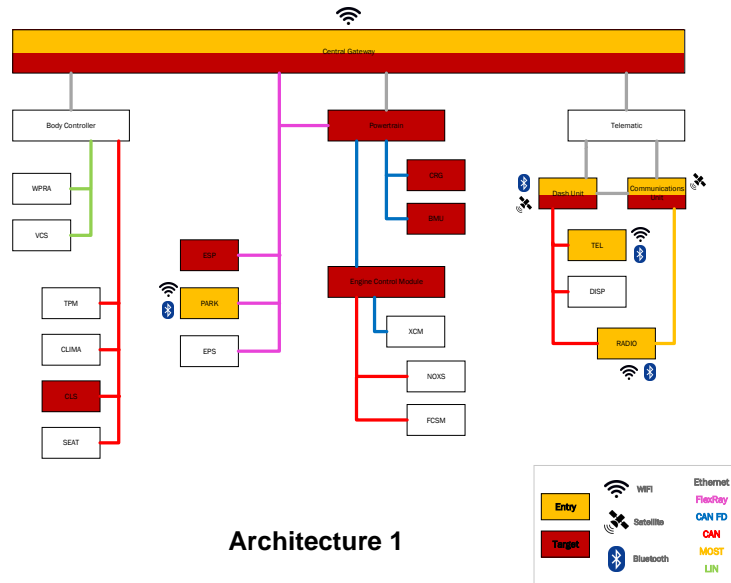 Central Gateway
Body Controller
Powertrain
Telematic
WPRA
CRG
Dash Unit
Communications
Unit
VCS
BMU
TEL
ESP
Engine Control Module
DISP
TPM
PARK
XCM
RADIO
CLIMA
EPS
NOXS
CLS
FCSM
SEAT
Architecture 1
Entry
Target
WiFi
Satellite
Bluetooth
Ethernet
FlexRay
CAN FD
CAN
MOST
LIN